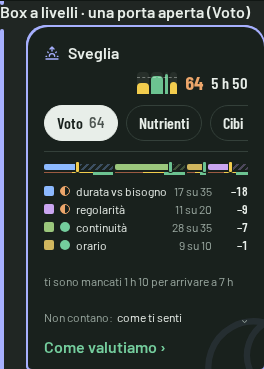 Box a livelli · una porta aperta (Voto)
Sveglia
64 5 h 50
Voto 64 Nutrienti Cibi
durata vs bisogno 17 su 35 −18
regolarità 11 su 20 −9
continuità 28 su 35 −7
orario 9 su 10 −1
ti sono mancati 1 h 10 per arrivare a 7 h
Non contano: come ti senti
Come valutiamo ›